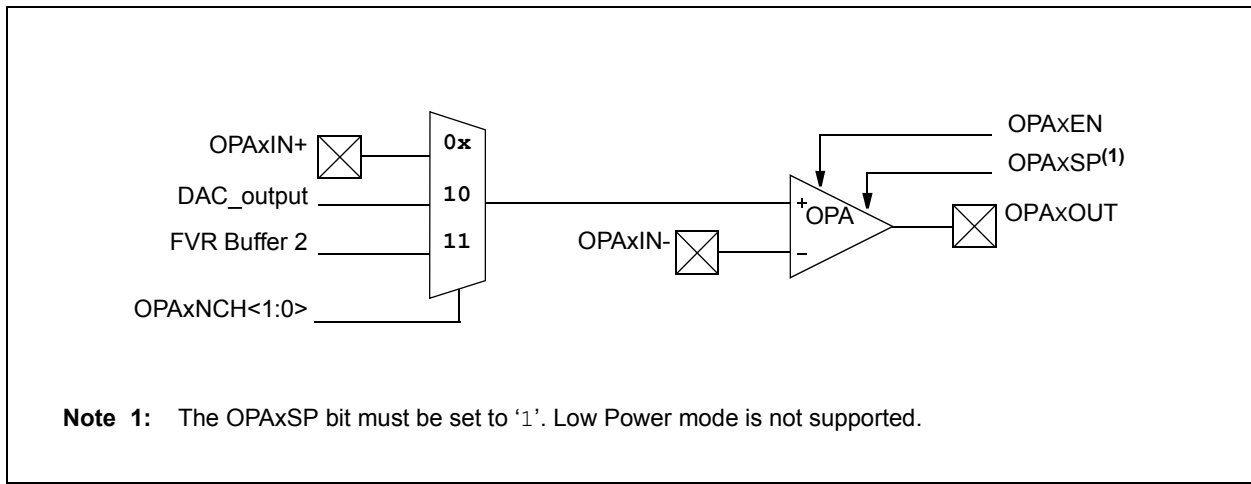 OPAxIN+
0x
DAC_output
10
FVR Buffer 2
11
OPAxNCH<1:0>
OPAxEN
OPAxSP(1)
+
OPA
OPAxOUT
OPAxIN-
–
Note 1: The OPAxSP bit must be set to ‘1’. Low Power mode is not supported.